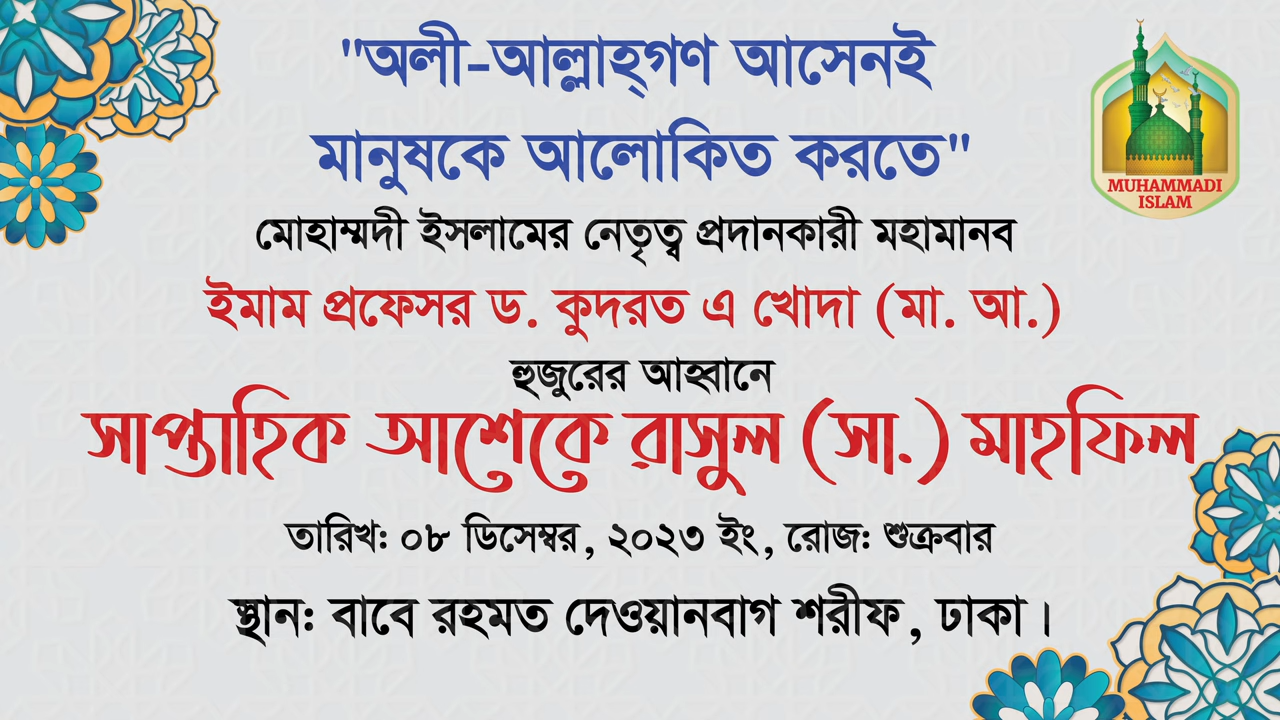 "অলী-আল্লাহ্গণ আসেনই
মানুষকে আলোকিত করতে"
MUHAMMADI
ISLAM
মোহাম্মদী ইসলামের নেতৃত্ব প্রদানকারী মহামানব
ইমাম প্রফেসর ড. কুদরত এ খোদা (মা. আ.)
হুজুরের আহ্বানে
সাপ্তাহিক আশেকে রাসুল (সা.) মাহফিল
তারিখ: ০৮ ডিসেম্বর, ২০২৩ ইং, রোজ: শুক্রবার
স্থান: বাবে রহমত দেওয়ানবাগ শরীফ, ঢাকা।